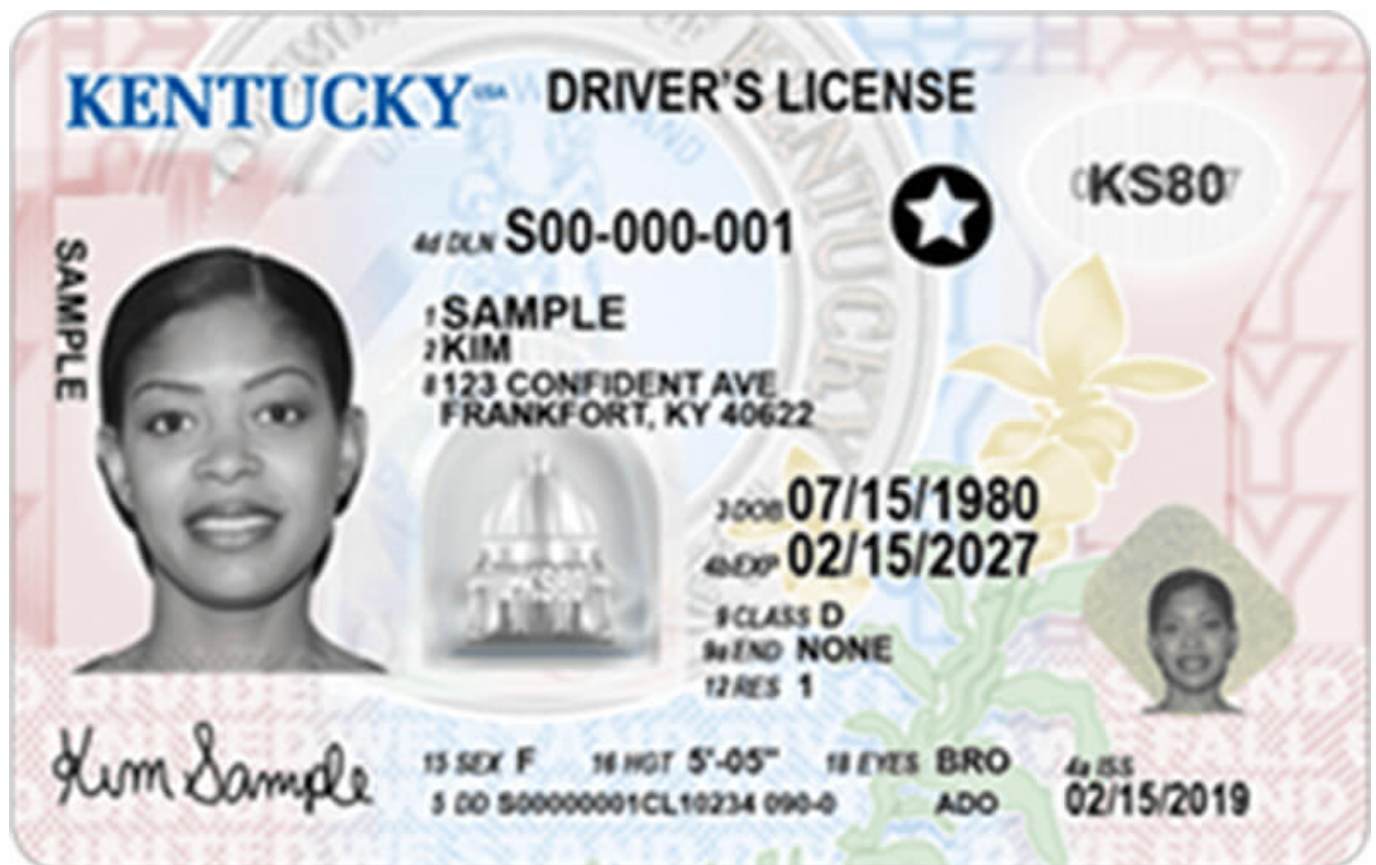 KENTUCKY USA DRIVER'S LICENSE
KS80
SAMPLE
4d DLN S00-000-001
1 SAMPLE
2 KIM
8 123 CONFIDENT AVE
FRANKFORT, KY 40622
KS80
3 DOB 07/15/1980
4b EXP 02/15/2027
9 CLASS D
9a END NONE
12 RES 1
Kim Sample
15 SEX F 16 HGT 5'-05" 18 EYES BRO 4a ISS
5 DD S00000001CL10234 090-0 ADO 02/15/2019
KENTUCKY